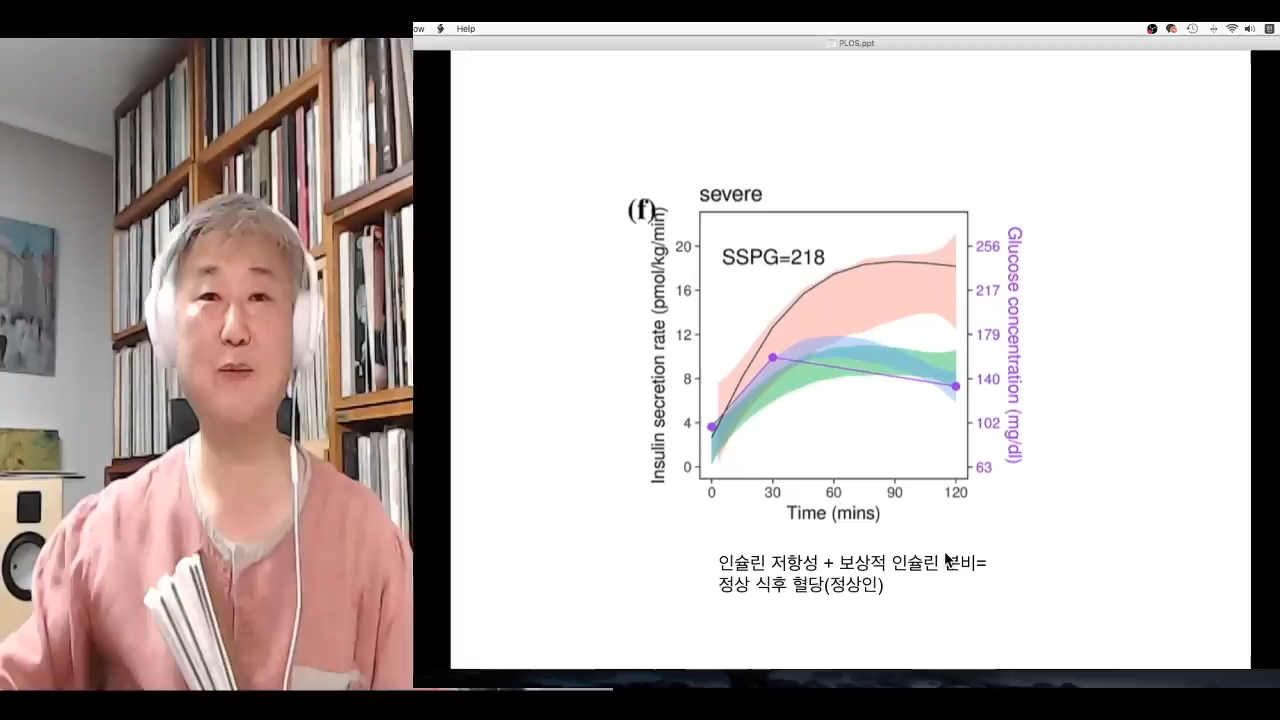 ow Help
PLOS.ppt
severe
(f)
SSPG=218
Insulin secretion rate (pmol/kg/min)
20
16
12
8
4
0
256
217
179
140
102
63
Glucose concentration (mg/dl)
0 30 60 90 120
Time (mins)
인슐린 저항성 + 보상적 인슐린 분비=
정상 식후 혈당(정상인)